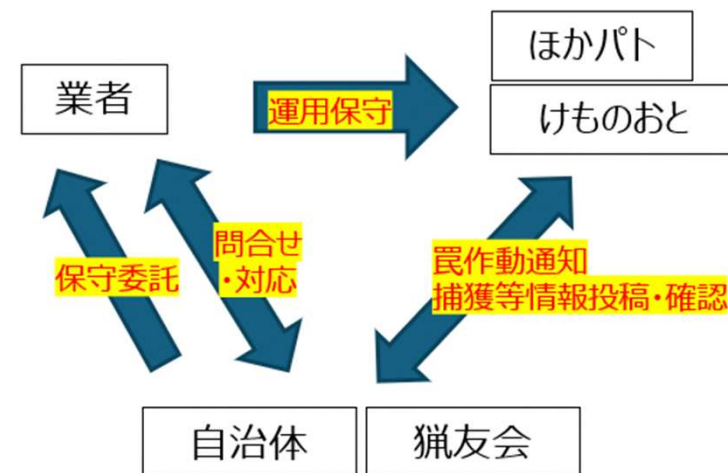 ほかパト
業者
運用保守
けものおと
問合せ
・対応
保守委託
罠作動通知
捕獲等情報投稿・確認
自治体
猟友会